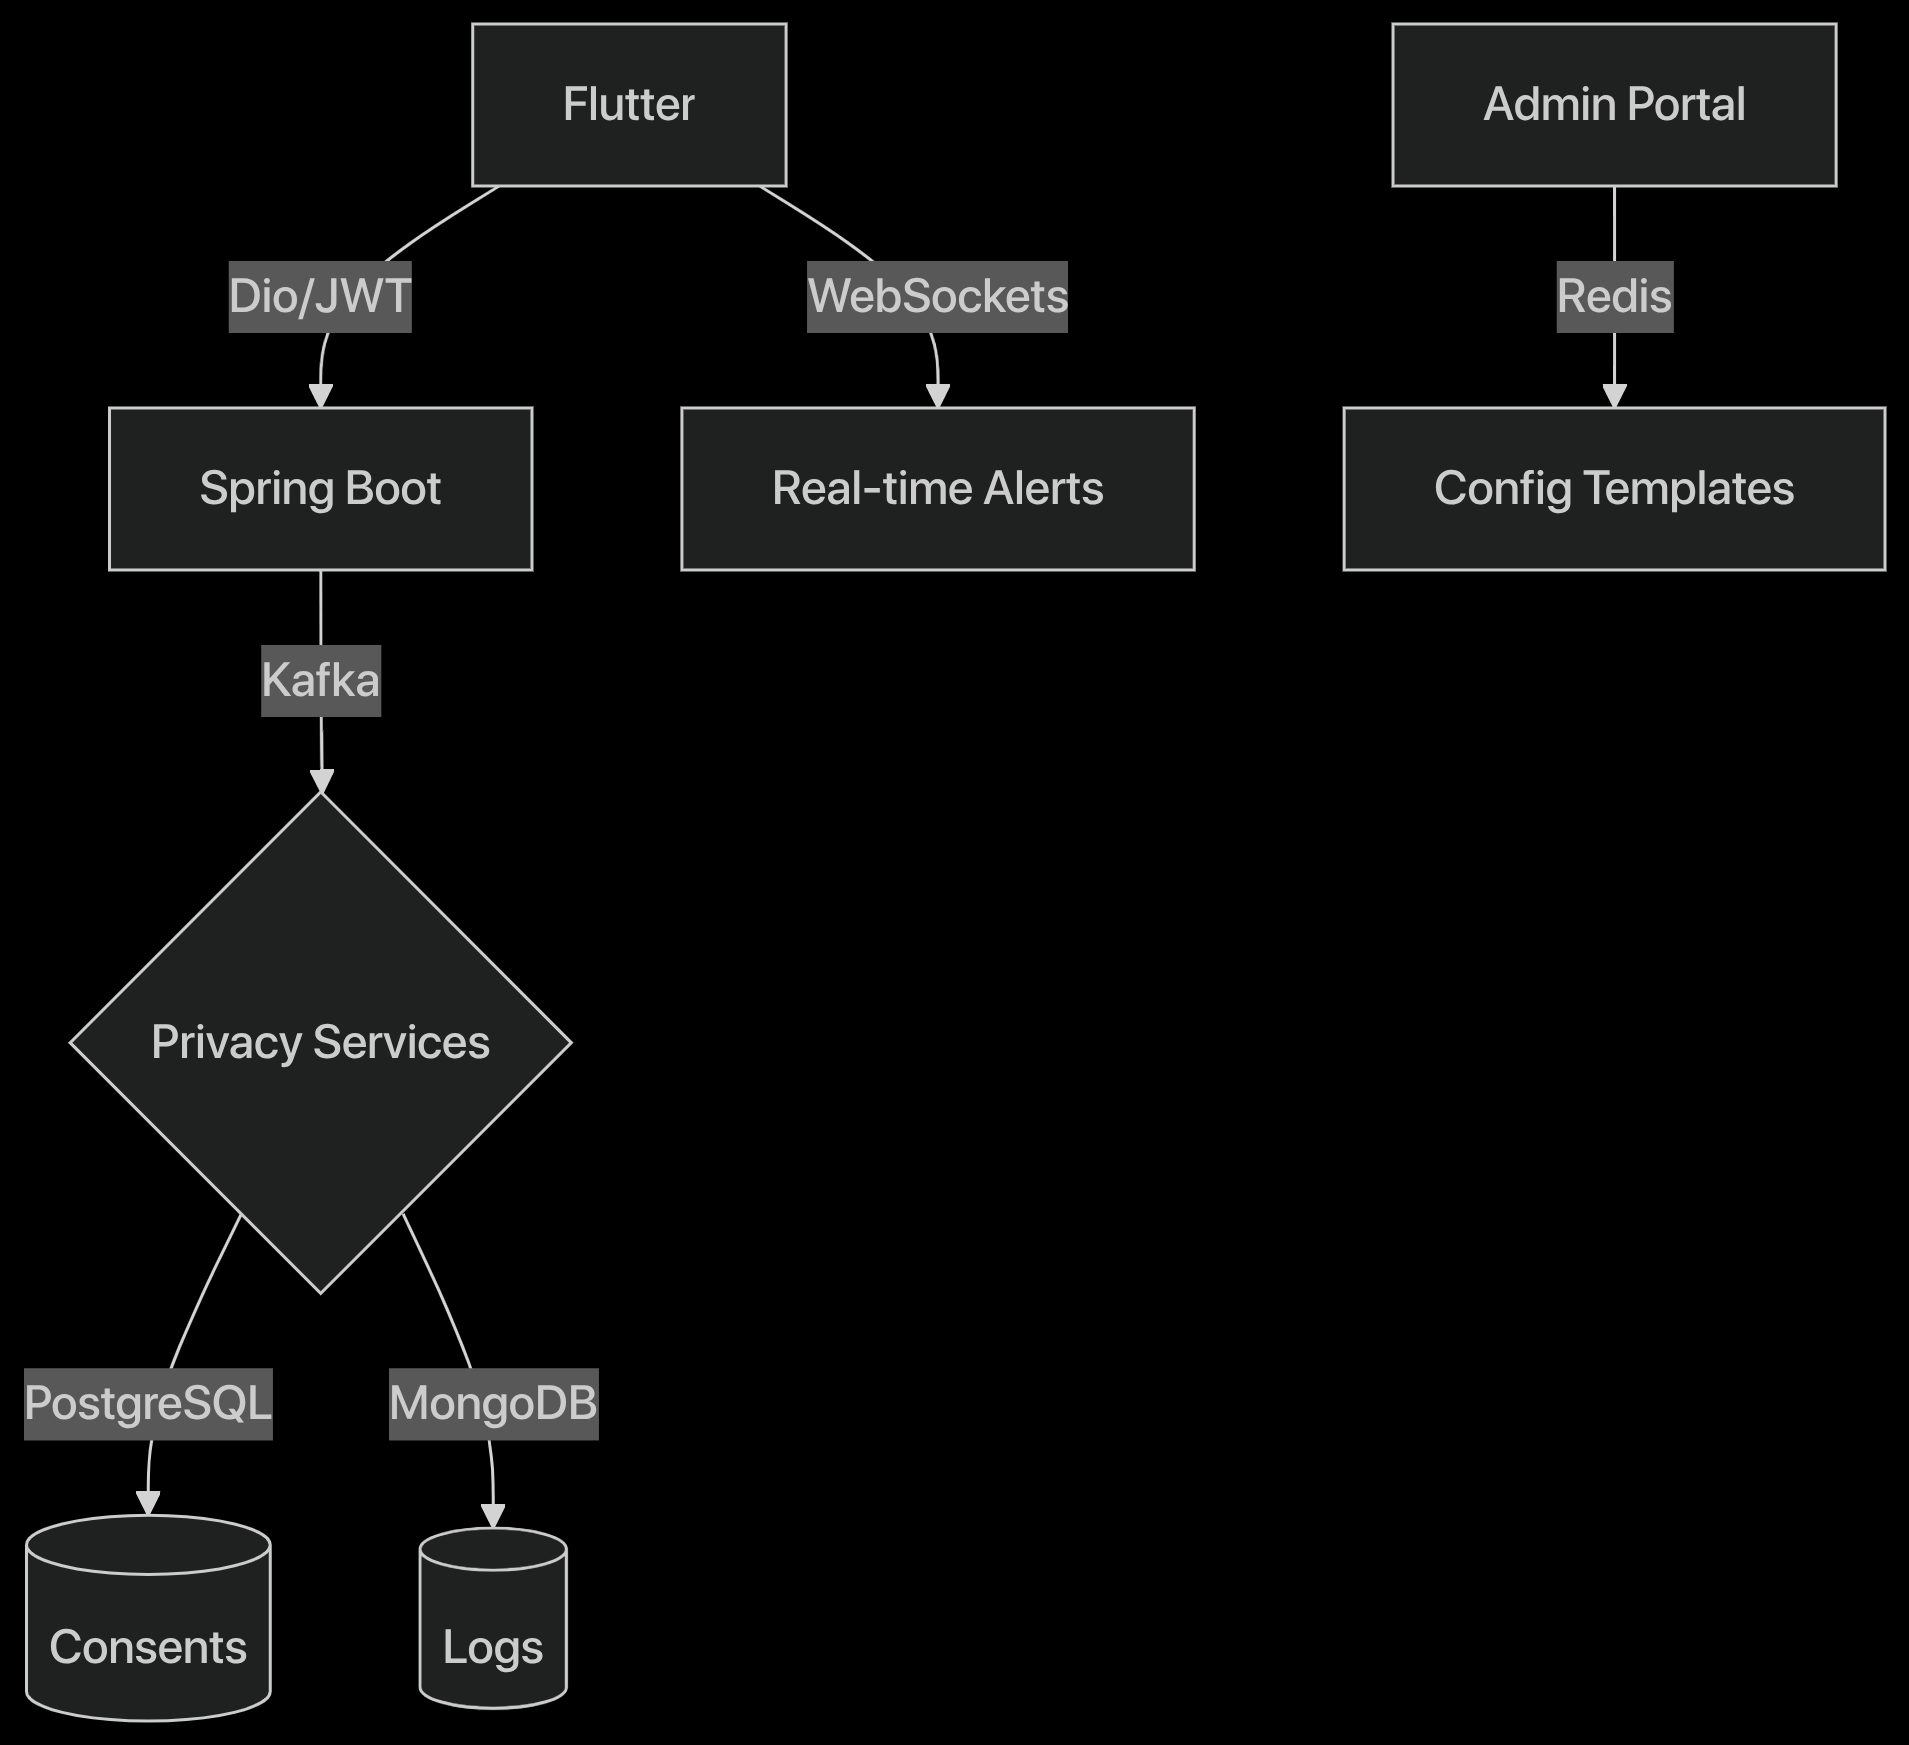 Flutter
Admin Portal
Dio/JWT
WebSockets
Redis
Spring Boot
Real-time Alerts
Config Templates
Kafka
Privacy Services
PostgreSQL
MongoDB
Consents
Logs